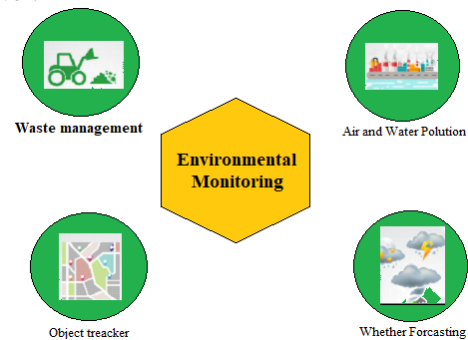 Waste management
Air and Water Polution
Environmental
Monitoring
Object treacker
Whether Forcasting